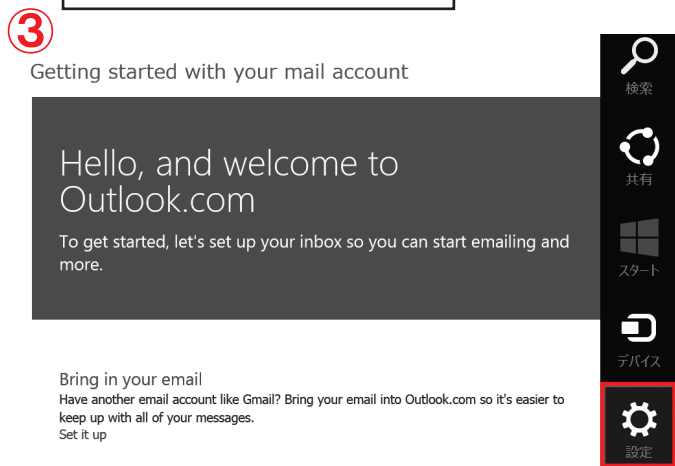 ③
Getting started with your mail account
Hello, and welcome to
Outlook.com
To get started, let's set up your inbox so you can start emailing and
more.
Bring in your email
Have another email account like Gmail? Bring your email into Outlook.com so it's easier to
keep up with all of your messages.
Set it up
検索
共有
スタート
デバイス
設定